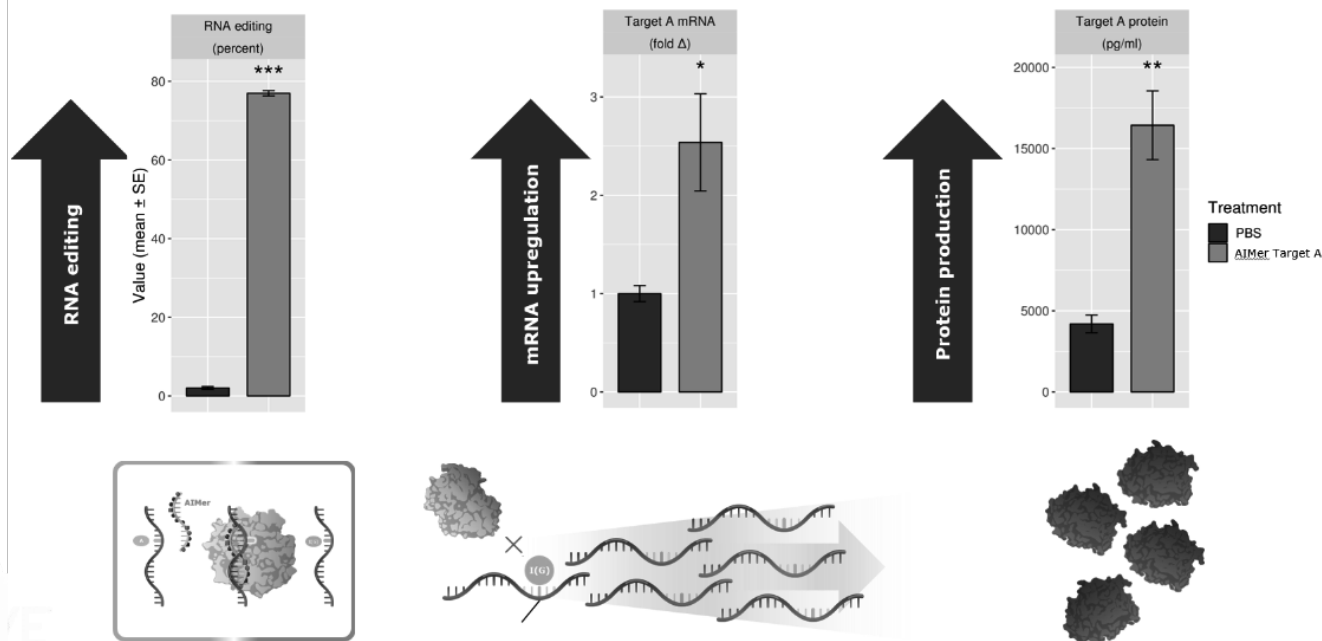 RNA editing
(percent)
***
80
60
40
20
0
Value (mean ± SE)
RNA editing
Target A mRNA
(fold Δ)
*
3
2
1
0
mRNA upregulation
Target A protein
(pg/ml)
**
20000
15000
10000
5000
0
Protein production
Treatment
PBS
AIMer Target A
AIMer
A
I(G)